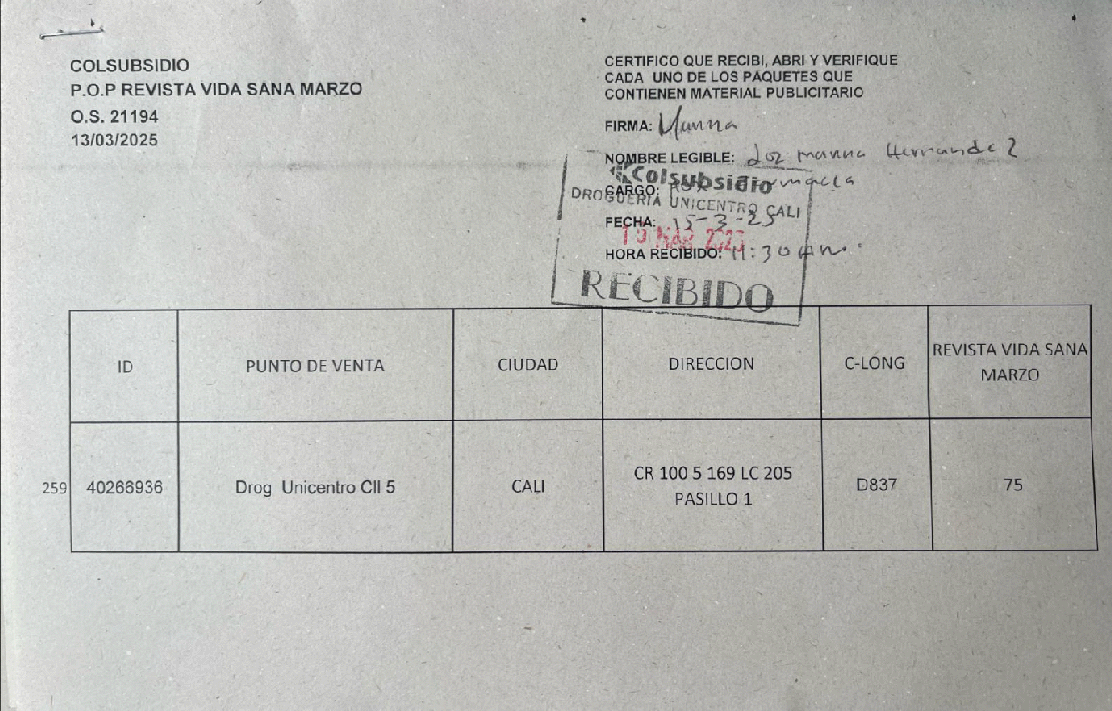 COLSUBSIDIO
P.O.P REVISTA VIDA SANA MARZO
O.S. 21194
13/03/2025
CERTIFICO QUE RECIBI, ABRI Y VERIFIQUE
CADA UNO DE LOS PAQUETES QUE
CONTIENEN MATERIAL PUBLICITARIO
FIRMA:
NOMBRE LEGIBLE:
Colsubsidio
CARGO:
DROGUERIA UNICENTRO CALI
FECHA: 15-3-25
HORA RECIBIDO: 11:30 am.
RECIBIDO
ID PUNTO DE VENTA CIUDAD DIRECCION C-LONG REVISTA VIDA SANA
MARZO
259 40266936 Drog Unicentro Cll 5 CALI CR 100 5 169 LC 205
PASILLO 1 D837 75